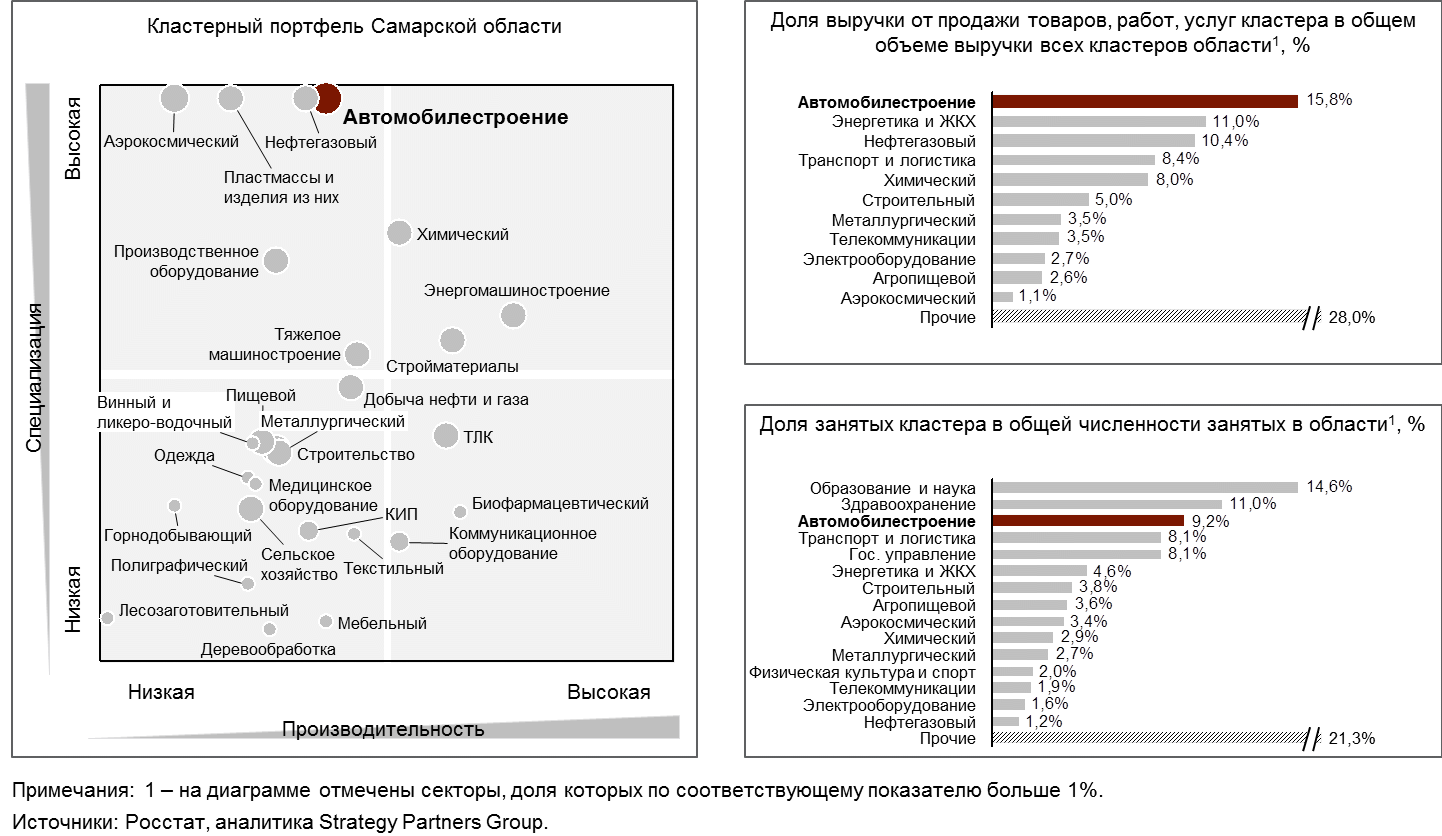 Кластерный портфель Самарской области
Высокая
Специализация
Низкая
Автомобилестроение
Аэрокосмический
Нефтегазовый
Пластмассы и
изделия из них
Химический
Производственное
оборудование
Энергомашиностроение
Тяжелое
машиностроение
Стройматериалы
Пищевой
Добыча нефти и газа
Винный и
ликеро-водочный
Металлургический
ТЛК
Строительство
Одежда
Медицинское
оборудование
Биофармацевтический
КИП
Горнодобывающий
Коммуникационное
оборудование
Сельское
хозяйство
Текстильный
Полиграфический
Лесозаготовительный
Мебельный
Деревообработка
Низкая
Высокая
Производительность
Доля выручки от продажи товаров, работ, услуг кластера в общем
объеме выручки всех кластеров области1, %
Автомобилестроение 15,8%
Энергетика и ЖКХ 11,0%
Нефтегазовый 10,4%
Транспорт и логистика 8,4%
Химический 8,0%
Строительный 5,0%
Металлургический 3,5%
Телекоммуникации 3,5%
Электрооборудование 2,7%
Агропищевой 2,6%
Аэрокосмический 1,1%
Прочие 28,0%
Доля занятых кластера в общей численности занятых в области1, %
Образование и наука 14,6%
Здравоохранение 11,0%
Автомобилестроение 9,2%
Транспорт и логистика 8,1%
Гос. управление 8,1%
Энергетика и ЖКХ 4,6%
Строительный 3,8%
Агропищевой 3,6%
Аэрокосмический 3,4%
Химический 2,9%
Металлургический 2,7%
Физическая культура и спорт 2,0%
Телекоммуникации 1,9%
Электрооборудование 1,6%
Нефтегазовый 1,2%
Прочие 21,3%
Примечания: 1 – на диаграмме отмечены секторы, доля которых по соответствующему показателю больше 1%.
Источники: Росстат, аналитика Strategy Partners Group.